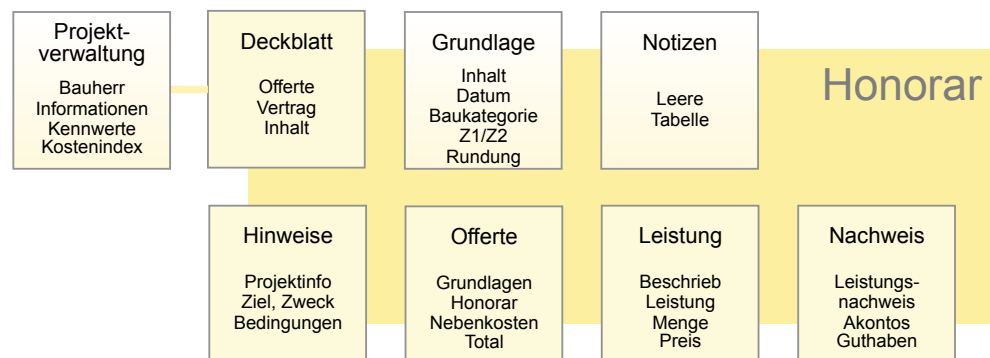 Projekt-
verwaltung
Bauherr
Informationen
Kennwerte
Kostenindex
Deckblatt
Offerte
Vertrag
Inhalt
Grundlage
Inhalt
Datum
Baukategorie
Z1/Z2
Rundung
Notizen
Leere
Tabelle
Honorar
Hinweise
Projektinfo
Ziel, Zweck
Bedingungen
Offerte
Grundlagen
Honorar
Nebenkosten
Total
Leistung
Beschrieb
Leistung
Menge
Preis
Nachweis
Leistungs-
nachweis
Akontos
Guthaben